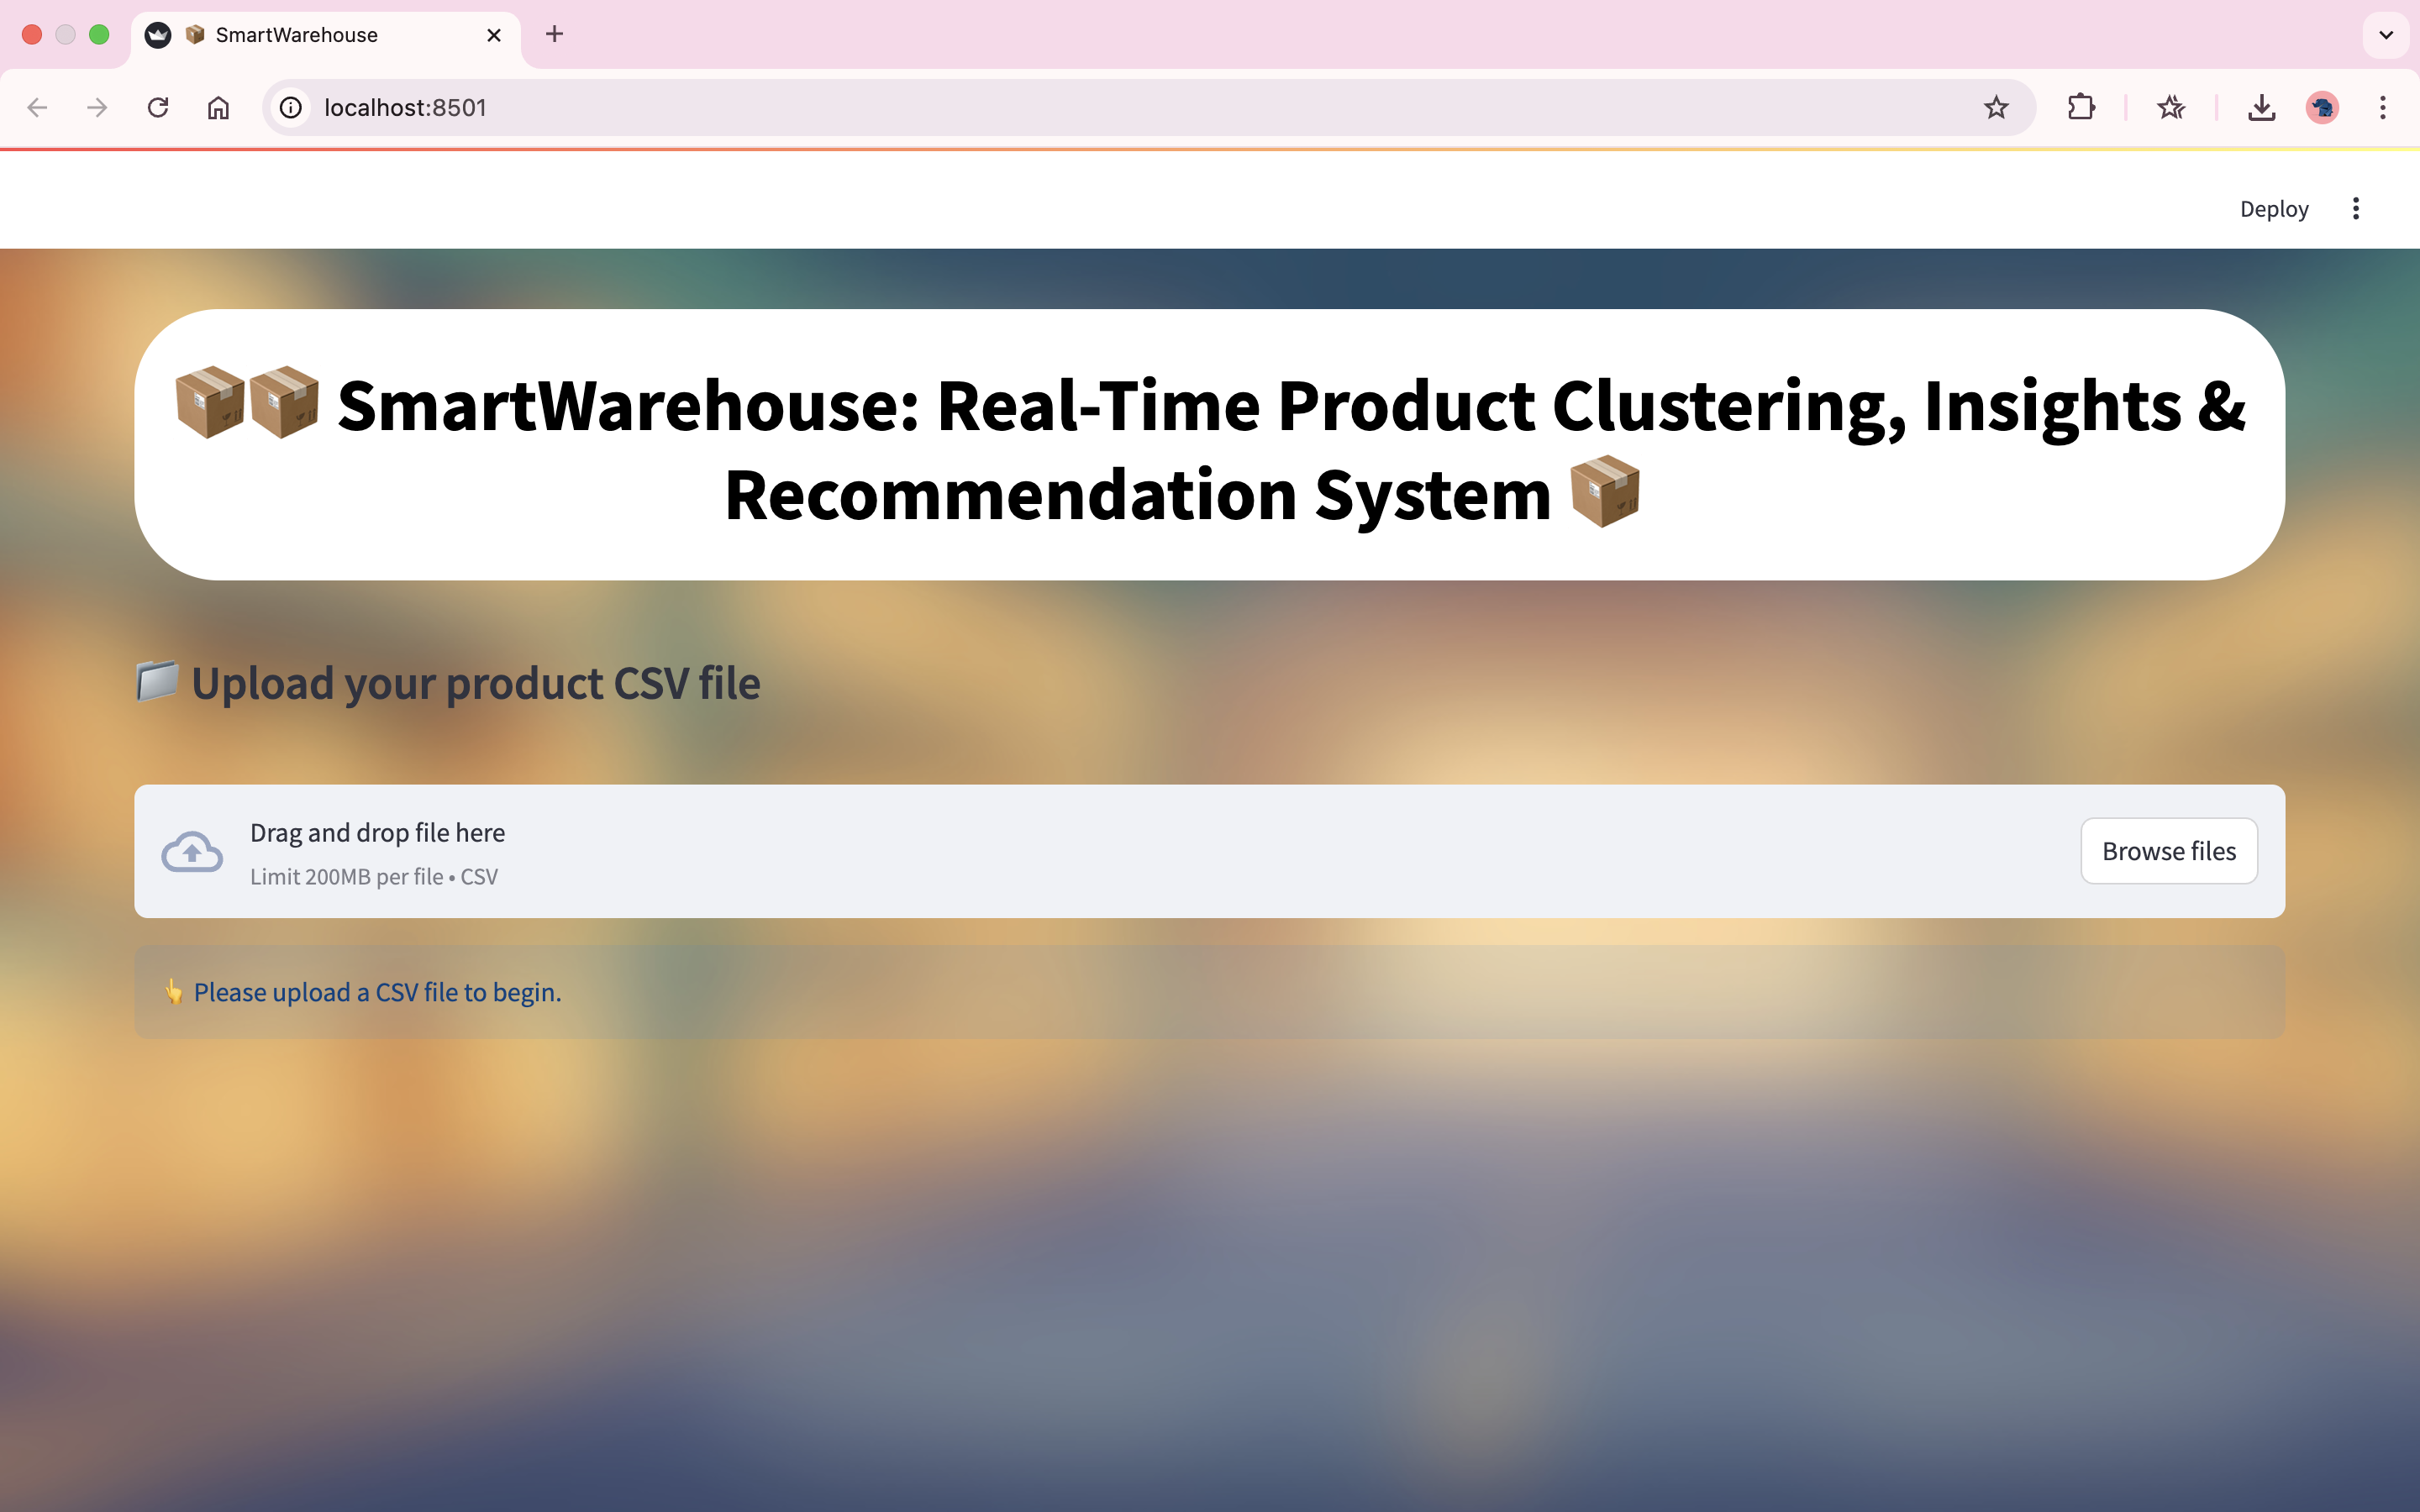 📦 SmartWarehouse
localhost:8501
Deploy
📦📦 SmartWarehouse: Real-Time Product Clustering, Insights &
Recommendation System 📦
📁 Upload your product CSV file
Drag and drop file here
Limit 200MB per file • CSV
Browse files
👆 Please upload a CSV file to begin.